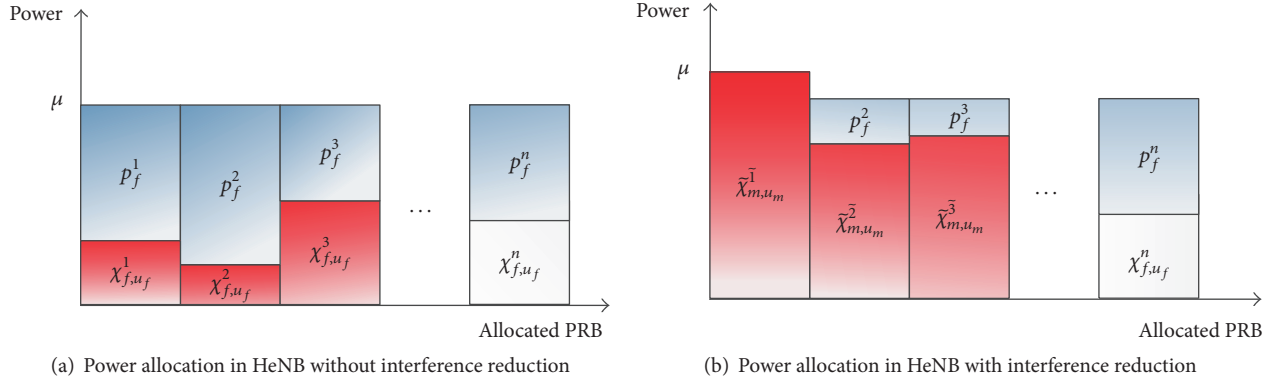 Power
μ
p_f^1
p_f^2
p_f^3
p_f^n
χ_{f,u_f}^1
χ_{f,u_f}^2
χ_{f,u_f}^3
...
χ_{f,u_f}^n
Allocated PRB
(a) Power allocation in HeNB without interference reduction
Power
μ
p_f^2
p_f^3
p_f^n
χ̃_{m,u_m}^{1̃}
χ̃_{m,u_m}^{2̃}
χ̃_{m,u_m}^{3̃}
...
χ_{f,u_f}^n
Allocated PRB
(b) Power allocation in HeNB with interference reduction